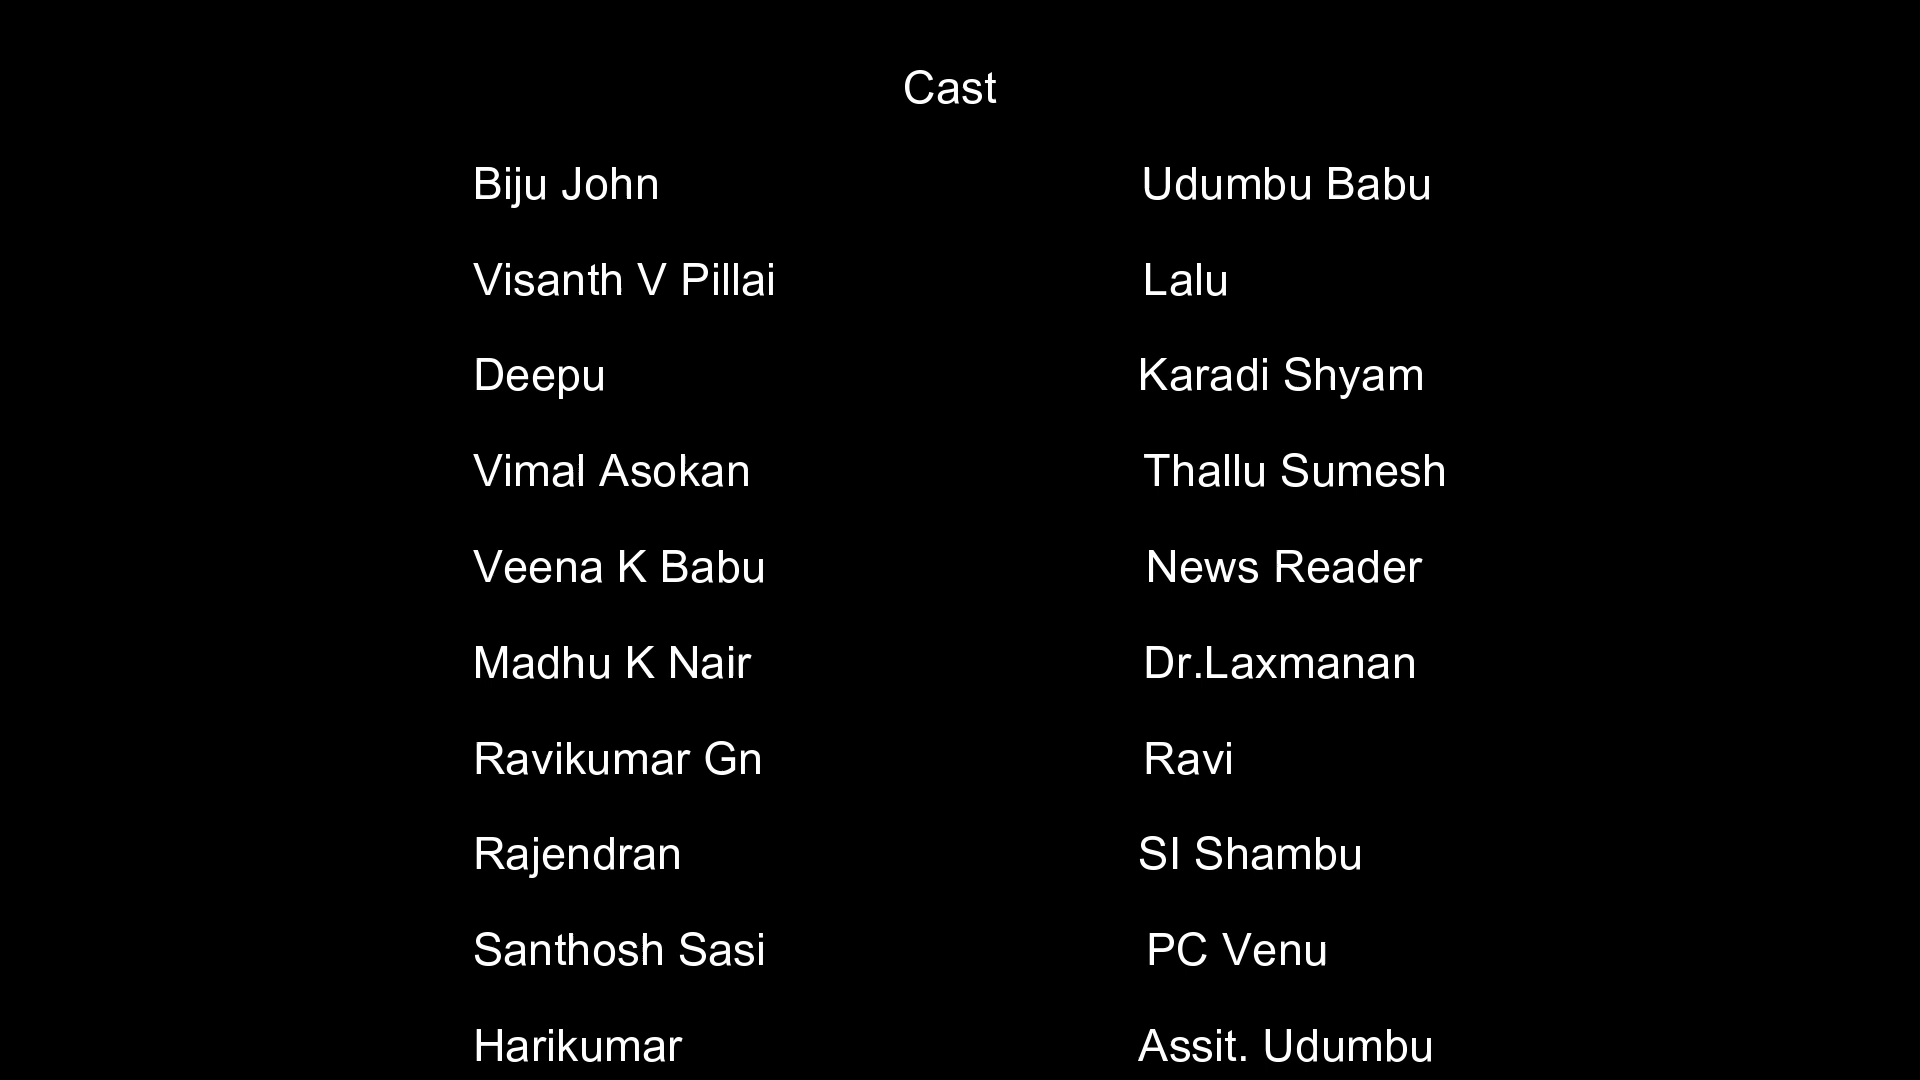 Cast
Biju John Udumbu Babu
Visanth V Pillai Lalu
Deepu Karadi Shyam
Vimal Asokan Thallu Sumesh
Veena K Babu News Reader
Madhu K Nair Dr.Laxmanan
Ravikumar Gn Ravi
Rajendran SI Shambu
Santhosh Sasi PC Venu
Harikumar Assit. Udumbu